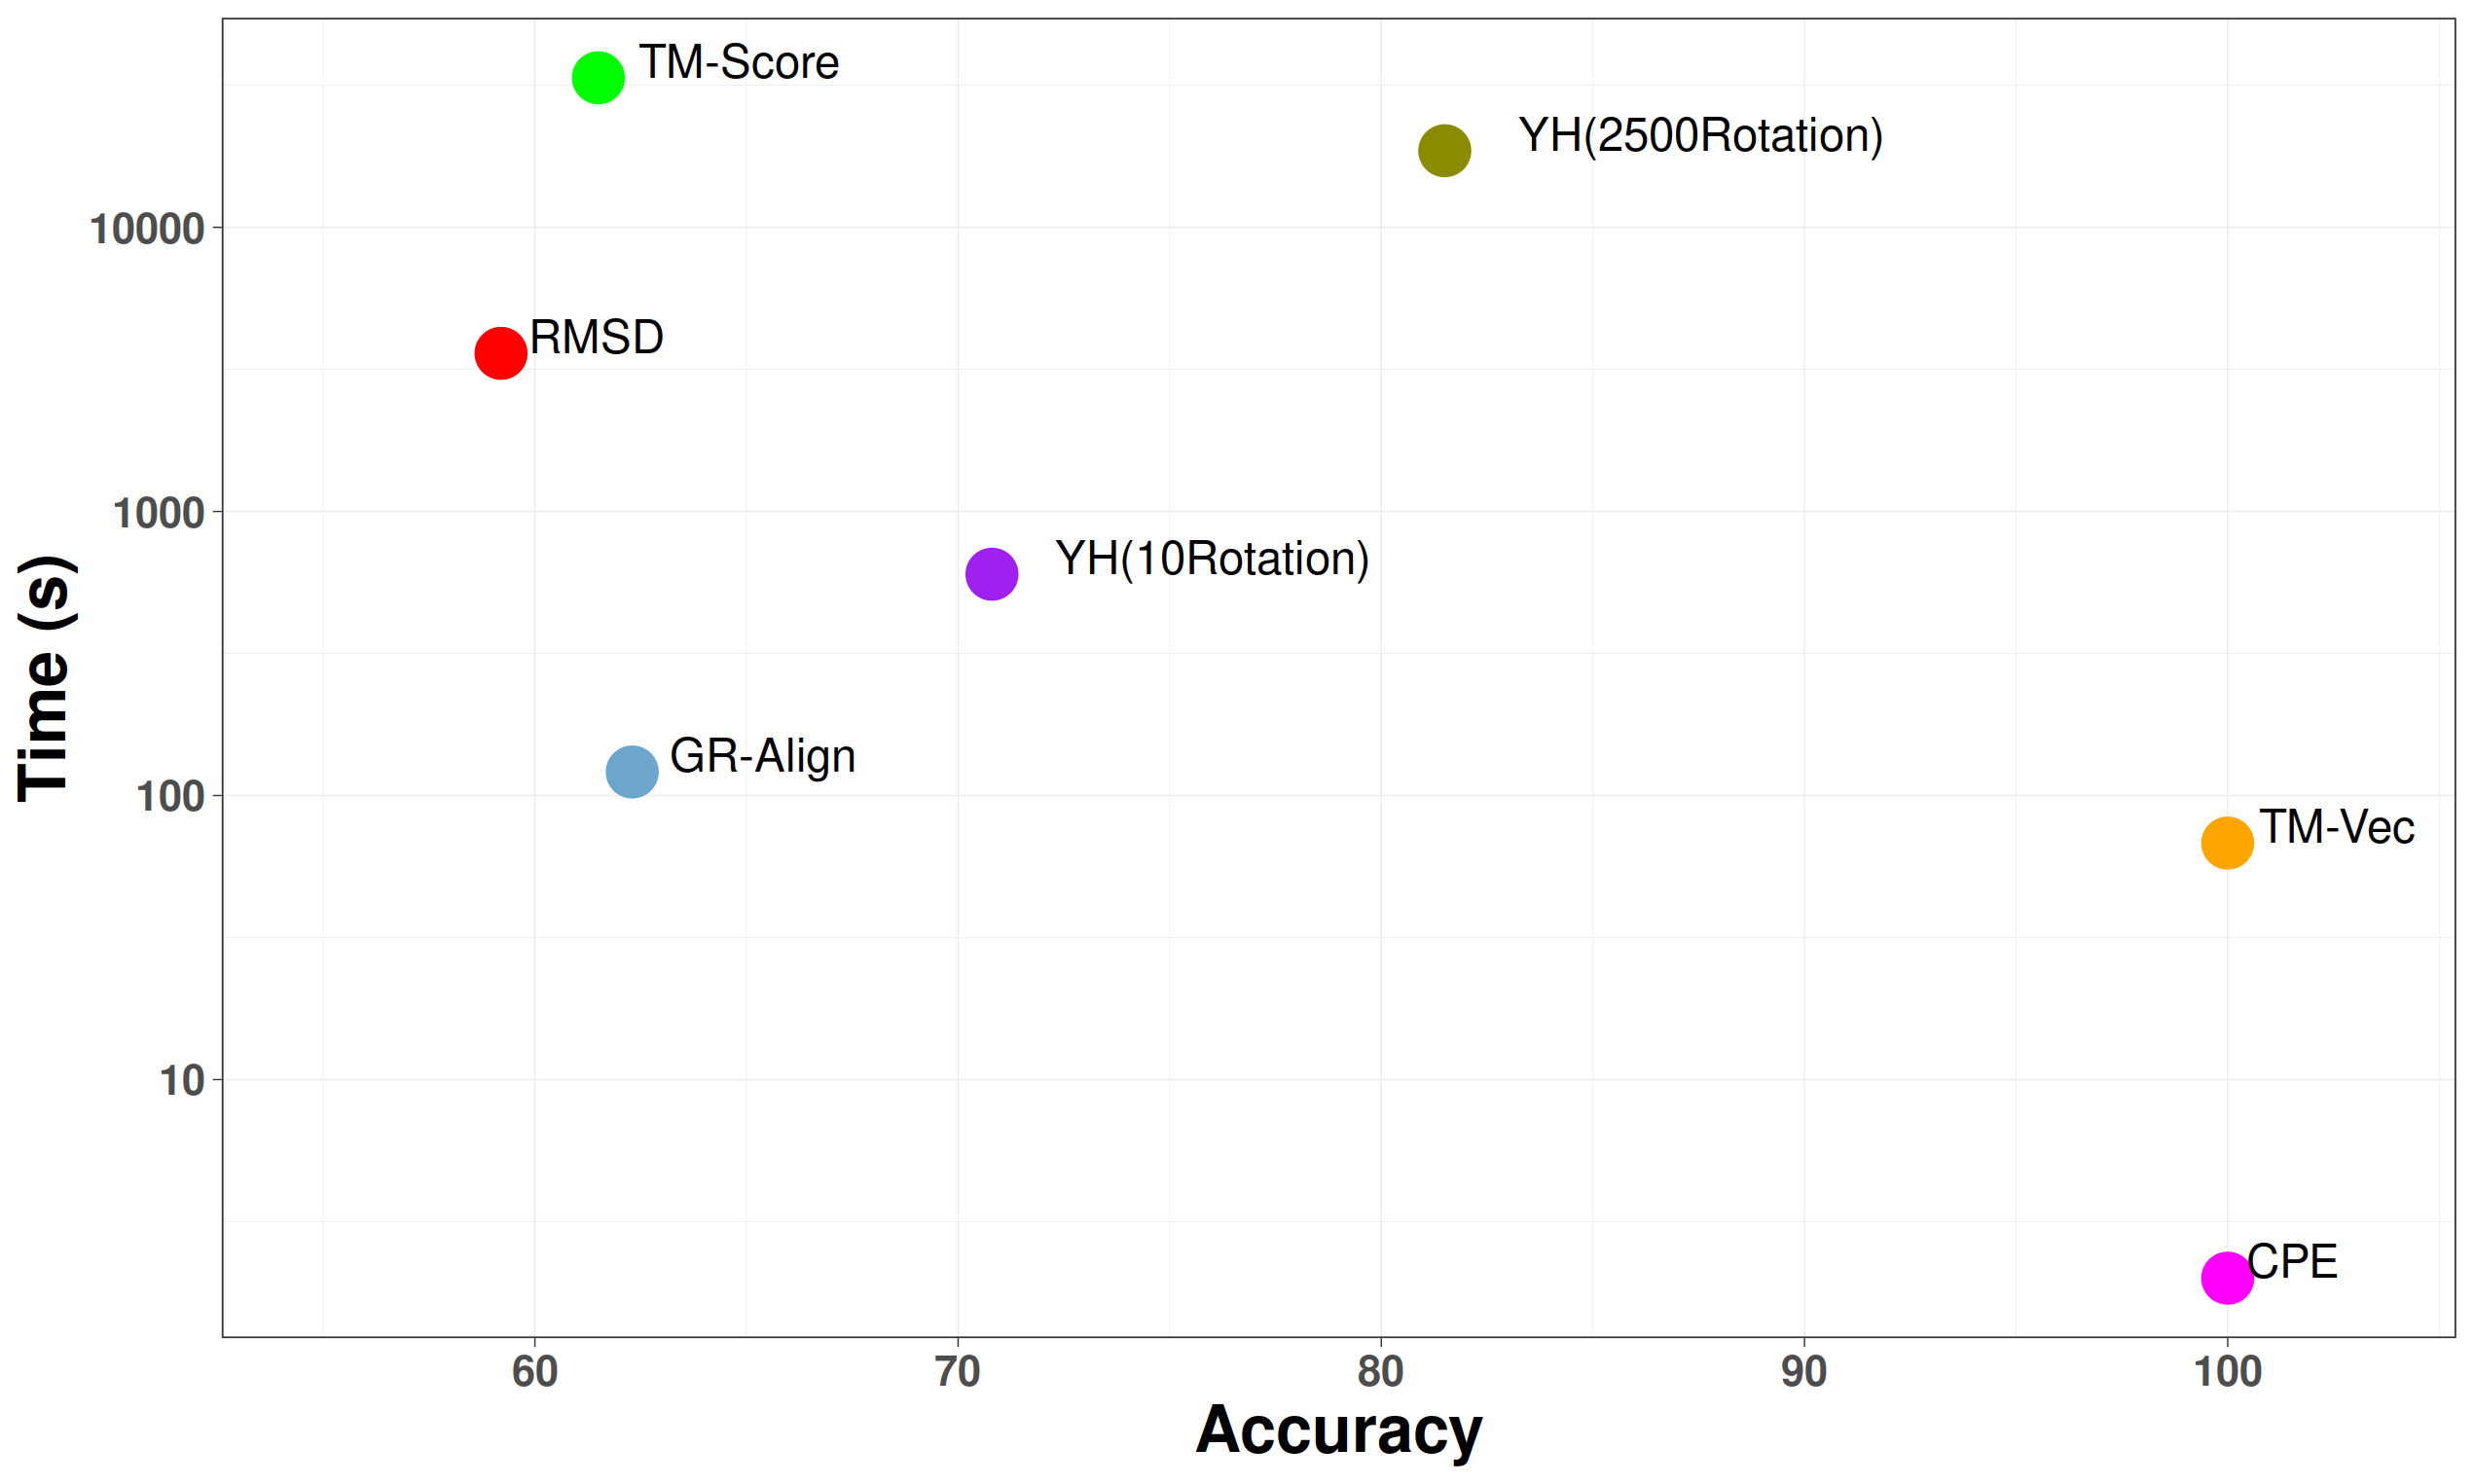 TM-Score
YH(2500Rotation)
10000
RMSD
1000
YH(10Rotation)
Time (s)
GR-Align
100
TM-Vec
10
CPE
60 70 80 90 100
Accuracy